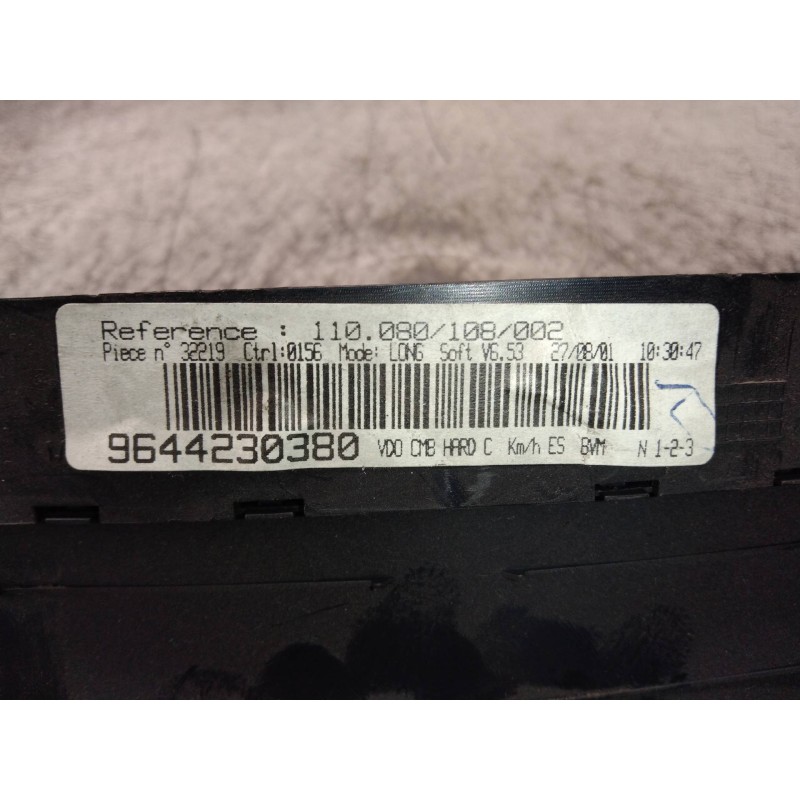 Reference : 110.080/108/002
Piece n° 32219 Ctrl:0156 Mode: LONG Soft V6.53 27/08/01 10:30:47
9644230380 VDO CMB HARD C Km/h ES BVM N 1-2-3